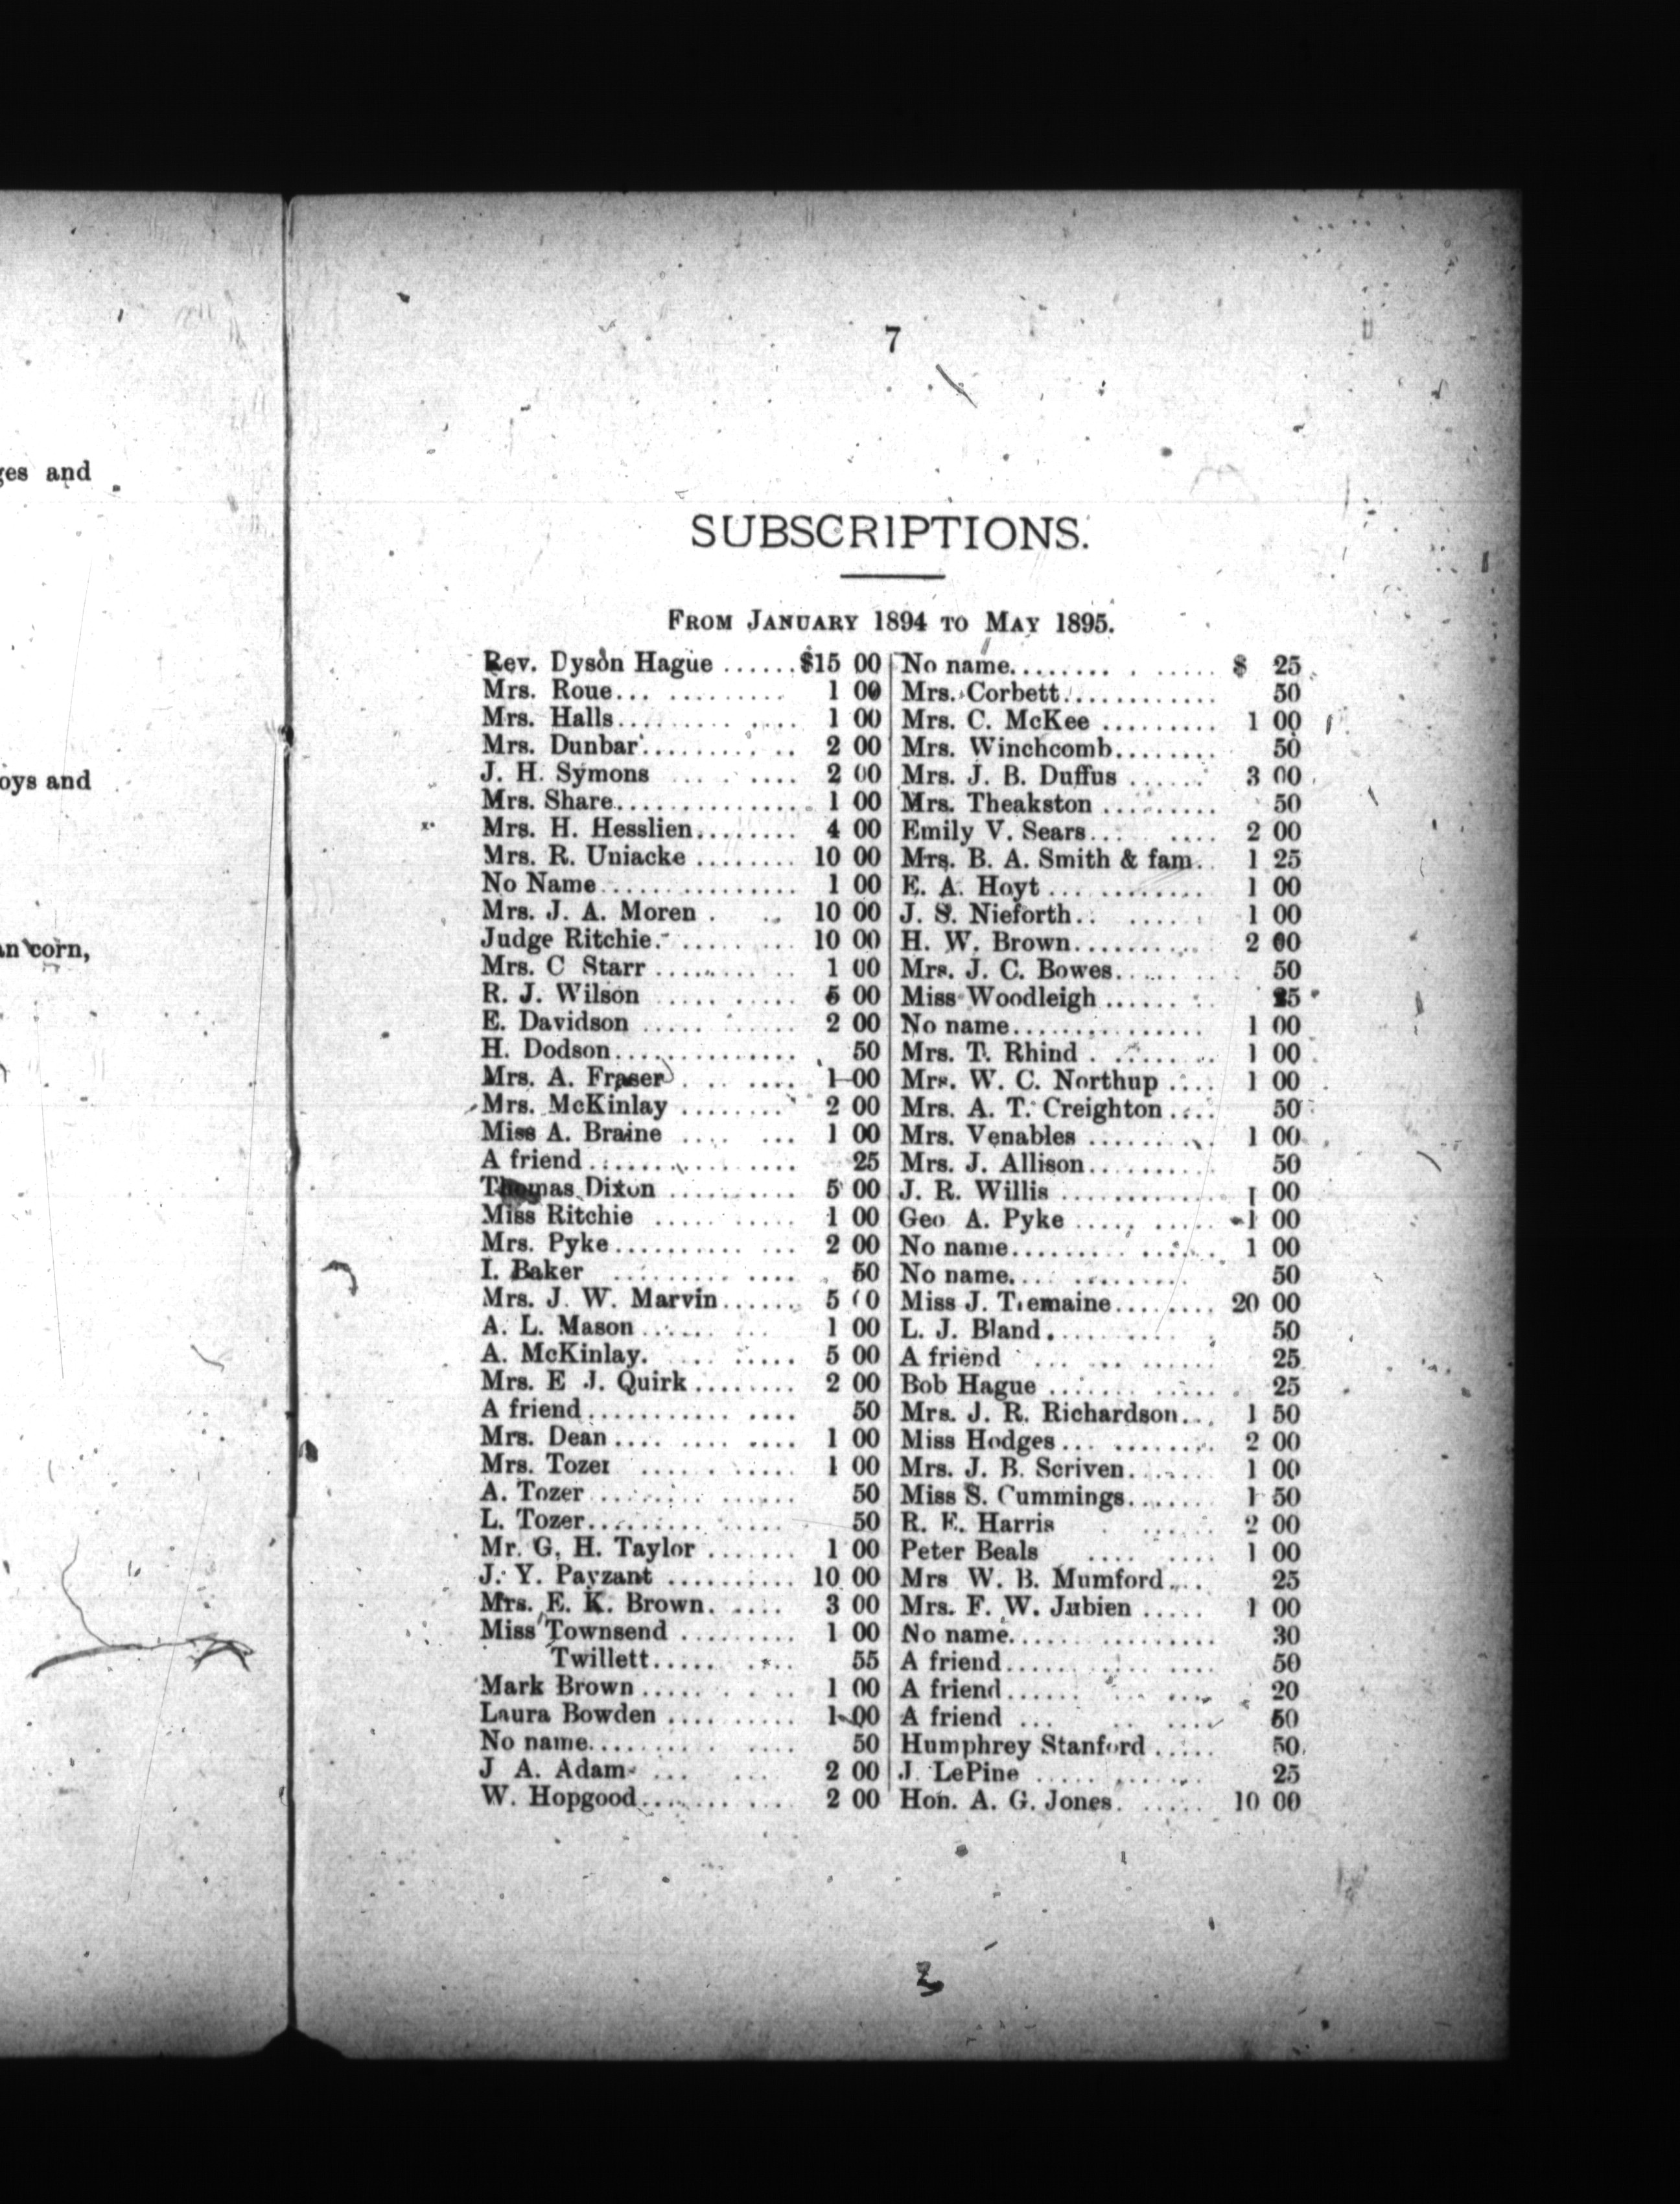 ges and
oys and
an corn,
7
SUBSCRIPTIONS.
FROM JANUARY 1894 TO MAY 1895.
Rev. Dyson Hague ...... $15 00
Mrs. Roue... .......... 1 00
Mrs. Halls......... .... 1 00
Mrs. Dunbar........... .. 2 00
J. H. Symons .... ..... 2 00
Mrs. Share.............. 1 00
Mrs. H. Hesslien........ 4 00
Mrs. R. Uniacke ........ 10 00
No Name................ 1 00
Mrs. J. A. Moren . .. 10 00
Judge Ritchie. ......... 10 00
Mrs. C Starr ........... 1 00
R. J. Wilson ..... ..... 5 00
E. Davidson ..... ...... 2 00
H. Dodson............... 50
Mrs. A. Fraser . .. .... 1 00
Mrs. McKinlay ........ 2 00
Miss A. Braine .... ... 1 00
A friend ................ 25
Thomas Dixon .......... 5 00
Miss Ritchie ..... ..... 1 00
Mrs. Pyke.......... ... 2 00
I. Baker ......... .... 50
Mrs. J. W. Marvin...... 5 00
A. L. Mason ...... ... 1 00
A. McKinlay. .... ..... 5 00
Mrs. E J. Quirk ........ 2 00
A friend............ .... 50
Mrs. Dean.... .... .... 1 00
Mrs. Tozer .... . ..... 1 00
A. Tozer .... ..... ...... 50
L. Tozer.......... ..... 50
Mr. G. H. Taylor ....... 1 00
J. Y. Payzant .......... 10 00
Mrs. E. K. Brown. ..... 3 00
Miss Townsend ......... 1 00
Twillett..... .... 55
Mark Brown ..... . ... 1 00
Laura Bowden .... ..... 1 00
No name........ .... 50
J A. Adams ... ... 2 00
W. Hopgood........ .... 2 00
No name........ . ..... $ 25
Mrs. Corbett............ 50
Mrs. C. McKee ......... 1 00
Mrs. Winchcomb........ 50
Mrs. J. B. Duffus ...... 3 00
Mrs. Theakston ......... 50
Emily V. Sears... .... 2 00
Mrs. B. A. Smith & fam.. 1 25
E. A. Hoyt ... ......... 1 00
J. S. Nieforth.. ...... 1 00
H. W. Brown.......... 2 00
Mrs. J. C. Bowes...... . 50
Miss Woodleigh ...... .. 25
No name............... 1 00
Mrs. T. Rhind . ....... 1 00
Mrs. W. C. Northup .... 1 00
Mrs. A. T. Creighton .... 50
Mrs. Venables ......... 1 00
Mrs. J. Allison.......... 50
J. R. Willis ............ 1 00
Geo A. Pyke ..... ..... 1 00
No name........ ...... 1 00
No name.... ......... 50
Miss J. Tremaine........ 20 00
L. J. Bland.......... . 50
A friend ... .. ...... 25
Bob Hague ...... ..... 25
Mrs. J. R. Richardson... 1 50
Miss Hodges... ........ 2 00
Mrs. J. B. Scriven....... 1 00
Miss S. Cummings....... 1 50
R. E. Harris . ...... 2 00
Peter Beals .... .... 1 00
Mrs W. B. Mumford.... 25
Mrs. F. W. Jubien ..... 1 00
No name..... ......... 30
A friend....... ... .... 50
A friend...... ... .... 20
A friend ... .. .... 50
Humphrey Stanford ..... 50
J. LePine ..... ....... 25
Hon. A. G. Jones. ...... 10 00
3